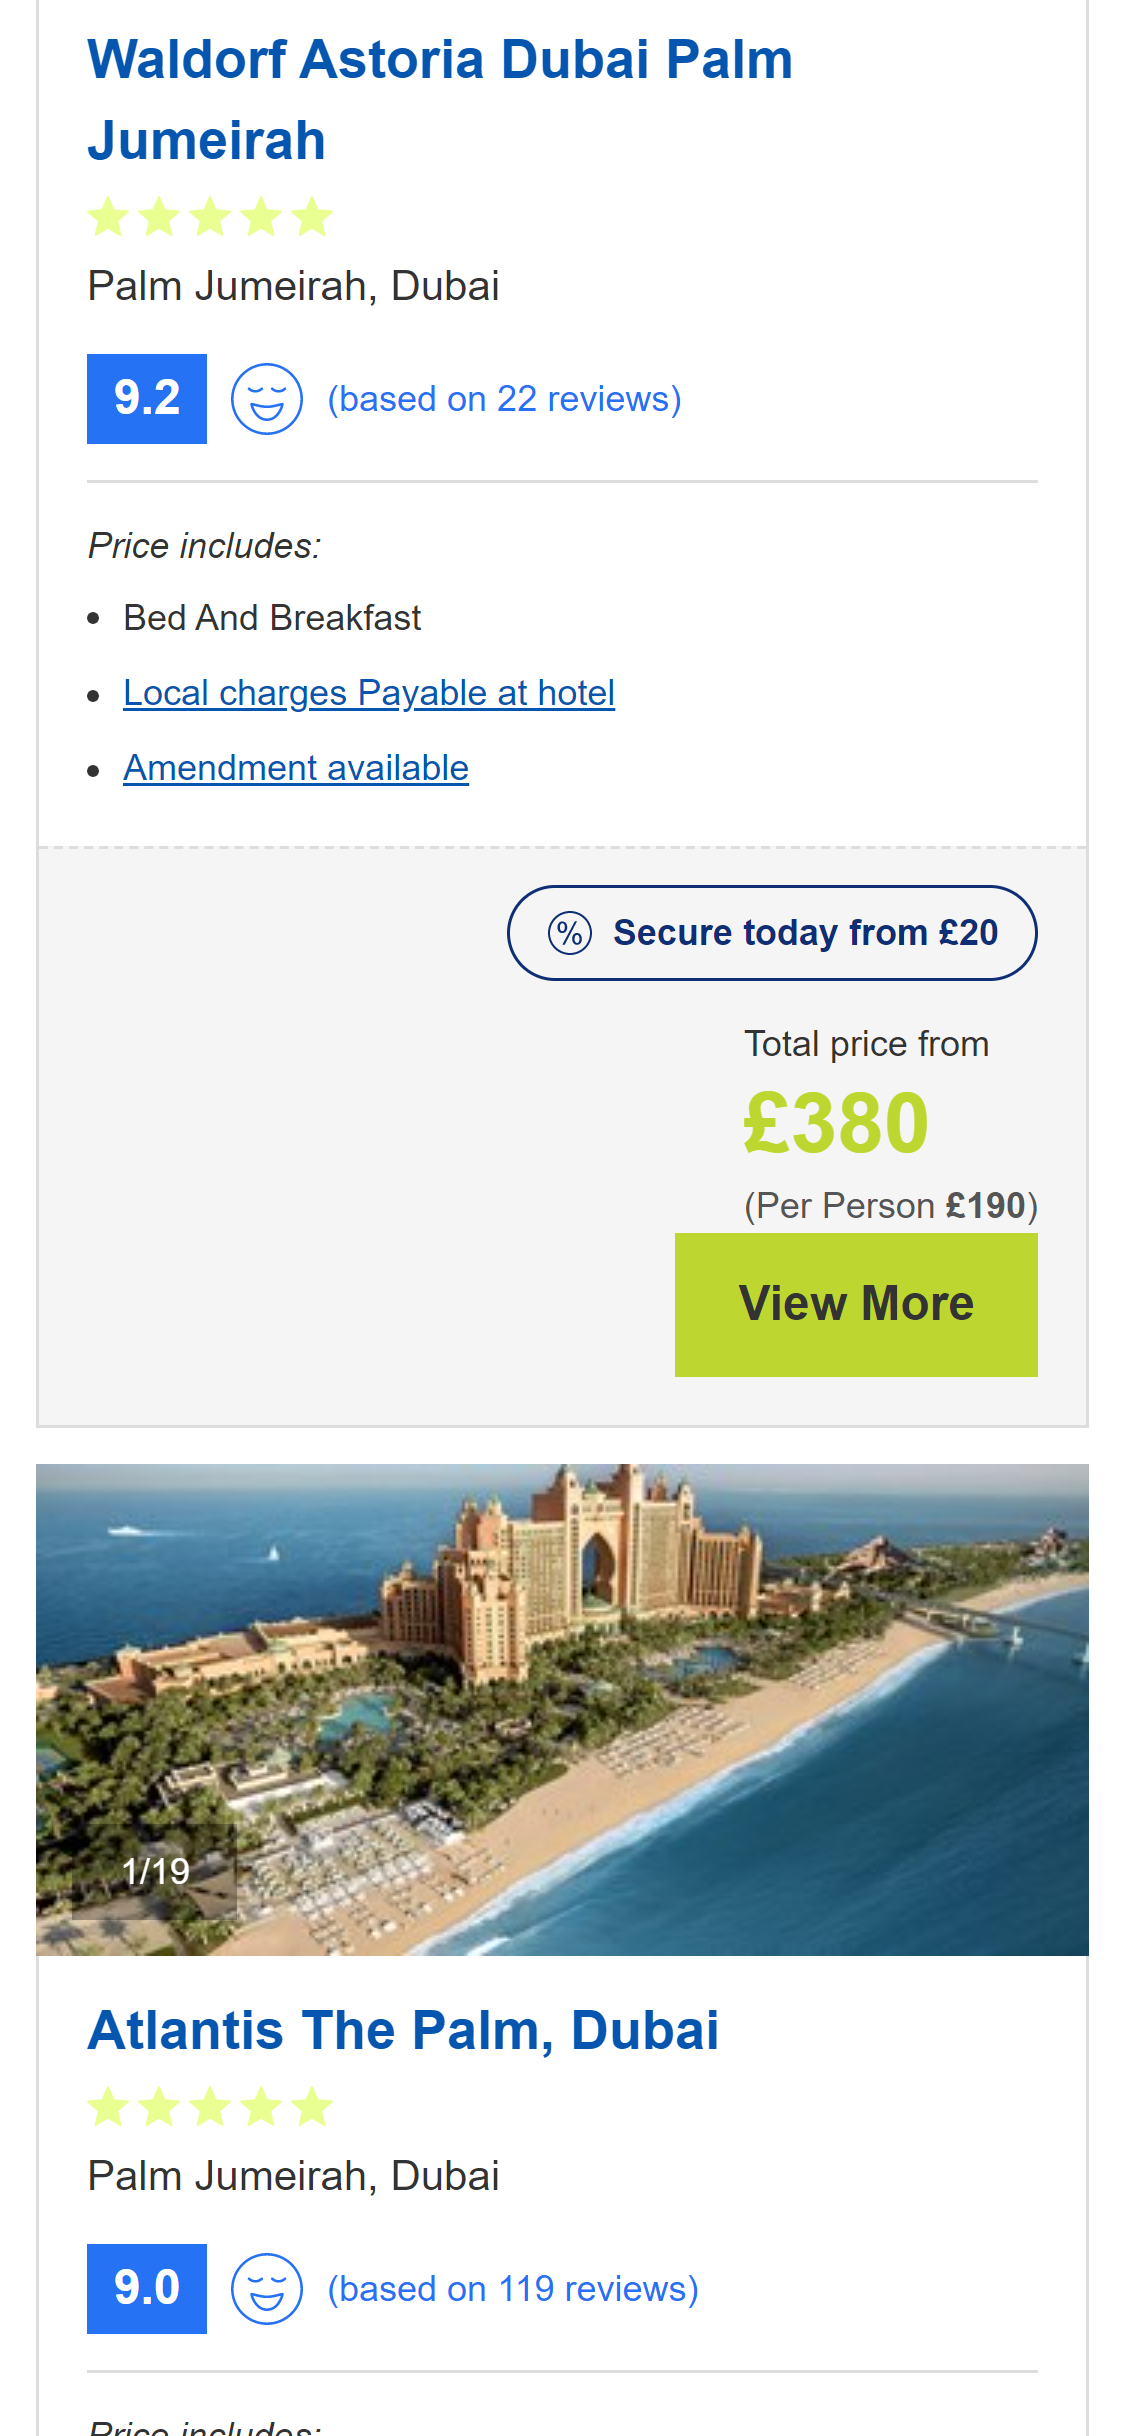 Waldorf Astoria Dubai Palm
Jumeirah
Palm Jumeirah, Dubai
9.2 (based on 22 reviews)
Price includes:
Bed And Breakfast
Local charges Payable at hotel
Amendment available
% Secure today from £20
Total price from
£380
(Per Person £190)
View More
1/19
Atlantis The Palm, Dubai
Palm Jumeirah, Dubai
9.0 (based on 119 reviews)
Price includes: